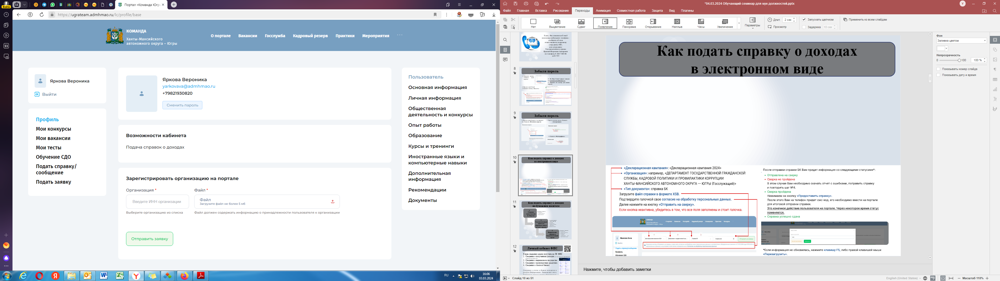 11
Портал «Команда Югры
Войти
https://ugrateam.admhmao.ru/lc/profile/base
КОМАНДА
Ханты-Мансийского
автономного округа – Югры
О портале
Вакансии
Госслужба
Кадровый резерв
Практики
Мероприятия
Яркова Вероника
Выйти
Профиль
Мои конкурсы
Мои вакансии
Мои тесты
Обучение СДО
Подать справку/
сообщение
Подать заявку
Яркова Вероника
yarkovava@admhmao.ru
+79821930820
Сменить пароль
Возможности кабинета
Подача справок о доходах
Зарегистрировать организацию на портале
Организация *
Введите ИНН организации
Выберите организацию из списка
Файл *
Файл
Загрузите файл не более 5 мб
Файл должен содержать информацию о принадлежности пользователя к организации
Отправить заявку
Пользователь
Основная информация
Личная информация
Общественная
деятельность и конкурсы
Опыт работы
Образование
Курсы и тренинги
Иностранные языки и
компьютерные навыки
Дополнительная
информация
Рекомендации
Документы
RU
16:06
03.03.2024
*04.03.2024 Обучающий семинар для мун должностей.pptx
Y
Файл
Главная
Вставка
Рисование
Переходы
Анимация
Совместная работа
Защита
Вид
Плагины
Нет
Выцветание
Сдвиг
Появление
Панорама
Открывание
Наплыв
Часы
Увеличение
Параметры
Длит.
2 сек
Просмотр
Запускать щелчком
Задержка
10 сек
Применить ко всем слайдам
8
Забыли пароль
9
Забыли пароль
10
Как подать справку о доходах
в электронном виде
11
Как подать справку о доходах
на бумажном носителе
12
Личный кабинет ФНС
Как подать справку о доходах
в электронном виде
«Декларационная кампания»: «Декларационная кампания 2024»
«Организация»: например, «ДЕПАРТАМЕНТ ГОСУДАРСТВЕННОЙ ГРАЖДАНСКОЙ
СЛУЖБЫ, КАДРОВОЙ ПОЛИТИКИ И ПРОФИЛАКТИКИ КОРРУПЦИИ
ХАНТЫ-МАНСИЙСКОГО АВТОНОМНОГО ОКРУГА — ЮГРЫ (Госслужащий)»
«Тип документа»: справка БК
Загрузите файл справки в формате XSB.
Подтвердите галочкой свое согласие на обработку персональных данных.
Далее нажмите на кнопку «Отправить на сверку».
Если кнопка неактивна, убедитесь в том, что все поля заполнены и стоит галочка.
Иванова Анна
Профиль
Обучение СДО
После отправки справки БК Вам придет информация со следующими статусами*:
Отправлена на сверку
Сверка не пройдена
В этом случае Вам необходимо скачать отчет с ошибками, поправить справку
и повторить шаг №4.
Сверка пройдена
Нажимаем на кнопку «Предоставить справку».
После этого Вам на телефон придет смс-код, его необходимо ввести на портале
для итоговой отправки справки.
Это конечное действие пользователя на портале. Через некоторое время статус
поменяется.
Справка успешно сдана
*Если информация не обновилась, нажмите клавишу F5, либо правой клавишей мыши
«Перезагрузить».
Нажмите, чтобы добавить заметки
Слайд 10 из 51
English (United States)
Масштаб 118%
Фон
Заливка цветом
Непрозрачность
0
100
100 %
Показывать номер слайда
Показывать дату и время